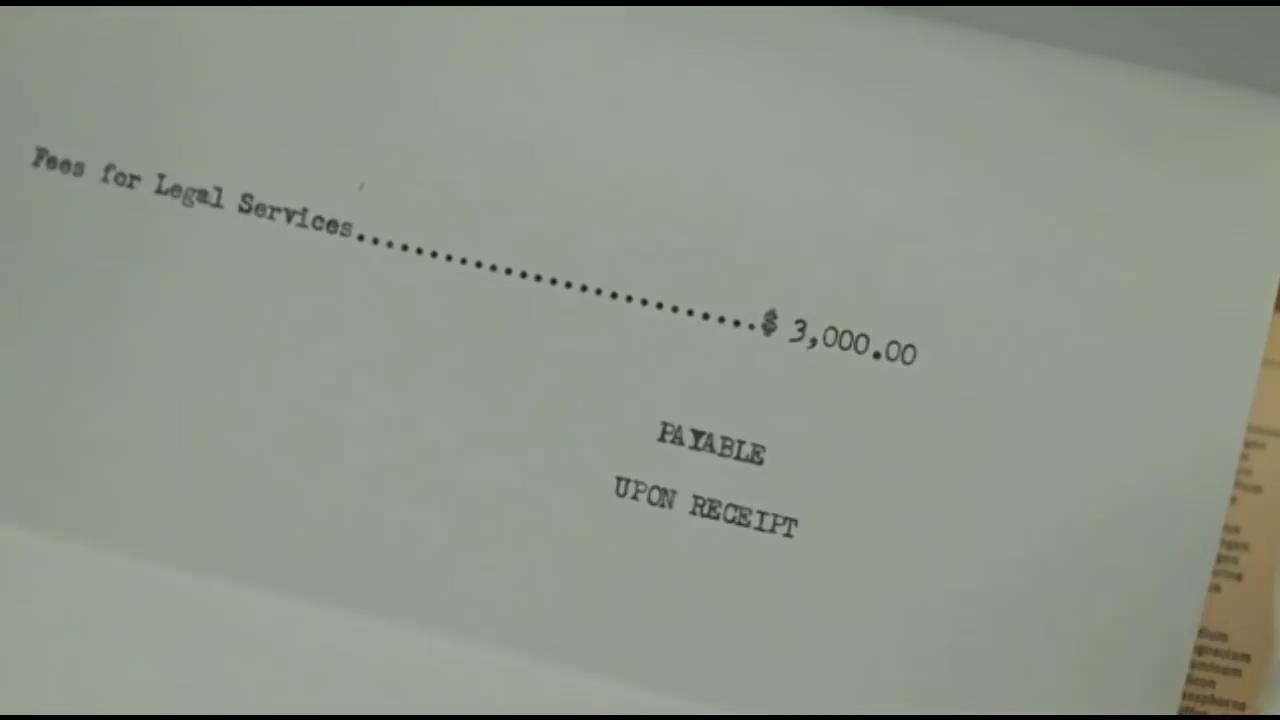 Fees for Legal Services...........................$ 3,000.00
PAYABLE
UPON RECEIPT